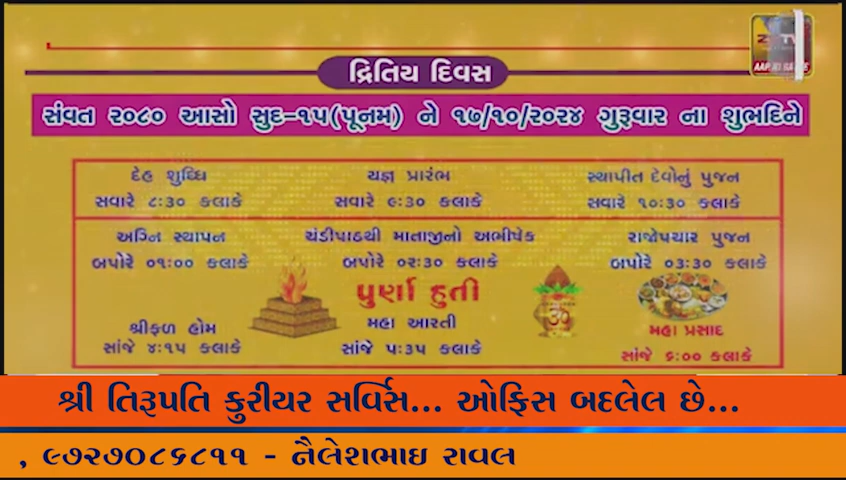 દ્રિતિય દિવસ
સંવત ૨૦૮૦ આસો સુદ-૧૫(પૂનમ) ને ૧૭/૧૦/૨૦૨૪ ગુરૂવાર ના શુભદિને
દેહ શુધ્ધિ
સવારે ૮:૩૦ કલાકે
યજ્ઞ પ્રારંભ
સવારે ૯:૩૦ કલાકે
સ્થાપીત દેવોનું પુજન
સવારે ૧૦:૩૦ કલાકે
અગ્નિ સ્થાપન
બપોરે ૦૧:૦૦ કલાકે
ચંડીપાઠથી માતાજીનો અભીષેક
બપોરે ૦૨:૩૦ કલાકે
રાજોપચાર પુજન
બપોરે ૦૩:૩૦ કલાકે
પુર્ણા હુતી
શ્રીફળ હોમ
સાંજે ૪:૧૫ કલાકે
મહા આરતી
સાંજે ૫:૩૫ કલાકે
મહા પ્રસાદ
સાંજે ૬:૦૦ કલાકે
શ્રી તિરૂપતિ કુરીયર સર્વિસ... ઓફિસ બદલેલ છે...
, ૯૭૨૭૦૮૬૮૧૧ - નૈલેશભાઇ રાવલ